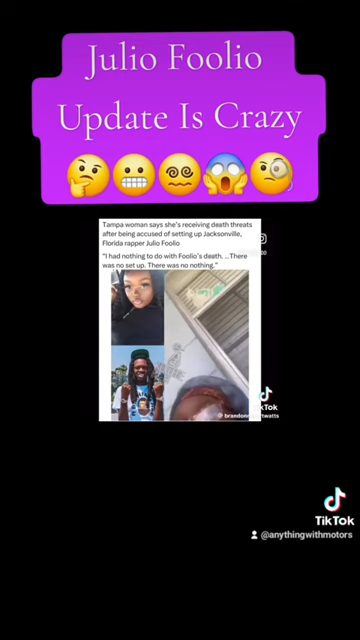 Julio Foolio
Update Is Crazy
Tampa woman says she's receiving death threats
after being accused of setting up Jacksonville,
Florida rapper Julio Foolio
"I had nothing to do with Foolio's death. ...There
was no set up. There was no nothing."
TikTok
TikTok
@anythingwithmotors